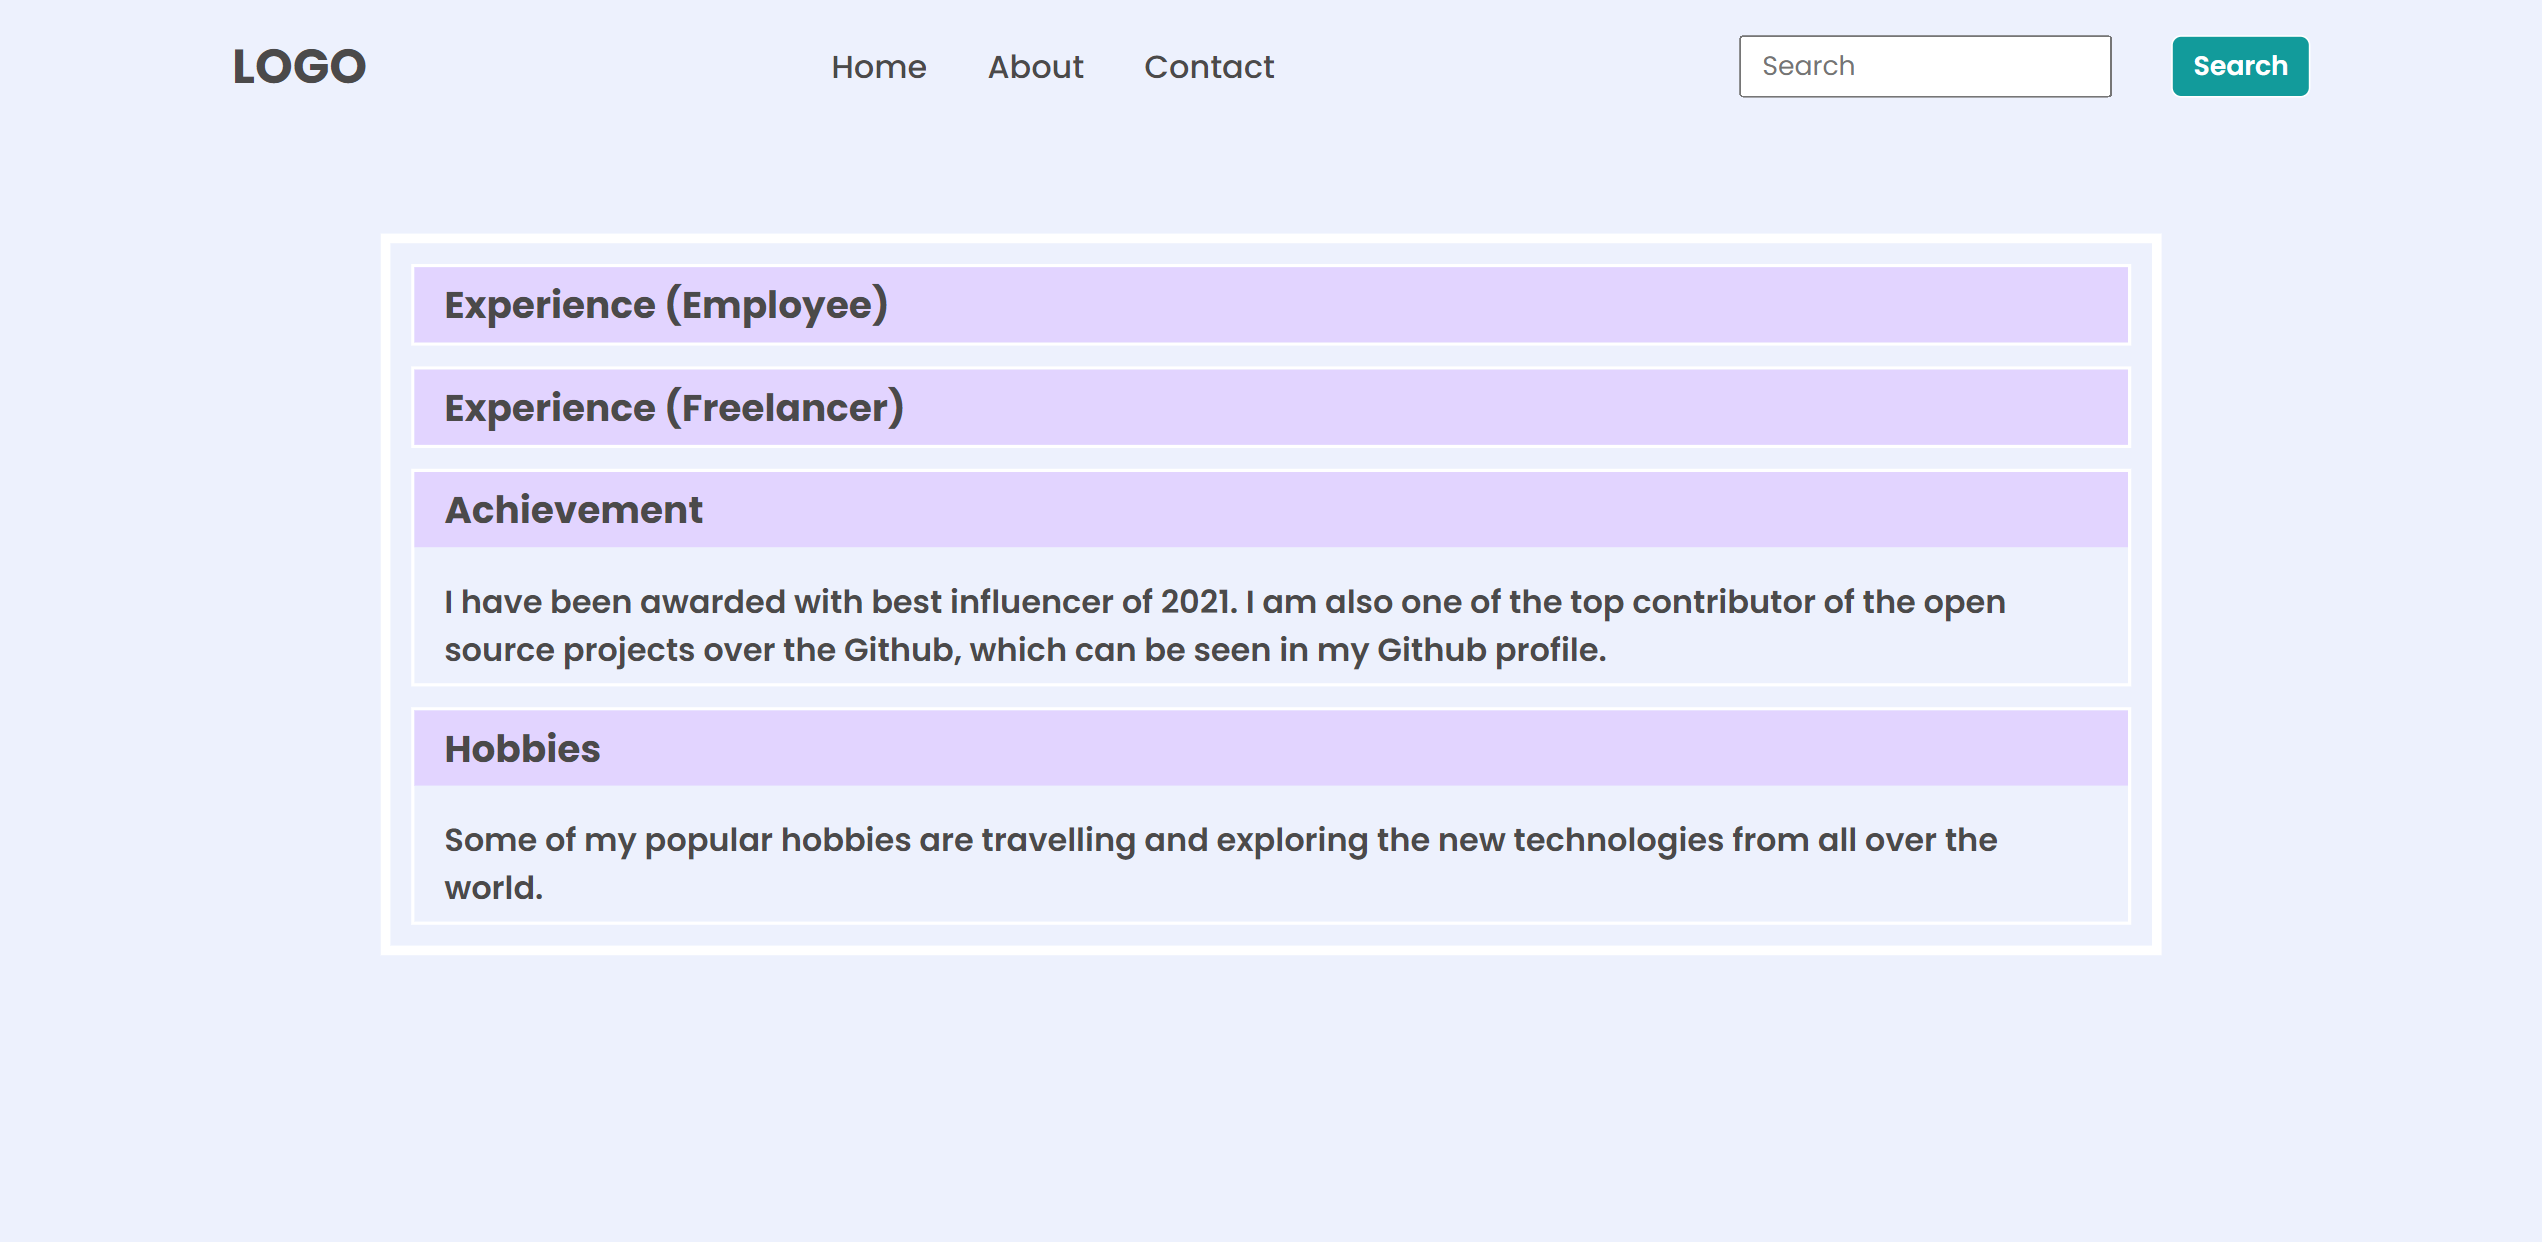 LOGO
Home
About
Contact
Search
Search
Experience (Employee)
Experience (Freelancer)
Achievement
I have been awarded with best influencer of 2021. I am also one of the top contributor of the open
source projects over the Github, which can be seen in my Github profile.
Hobbies
Some of my popular hobbies are travelling and exploring the new technologies from all over the
world.